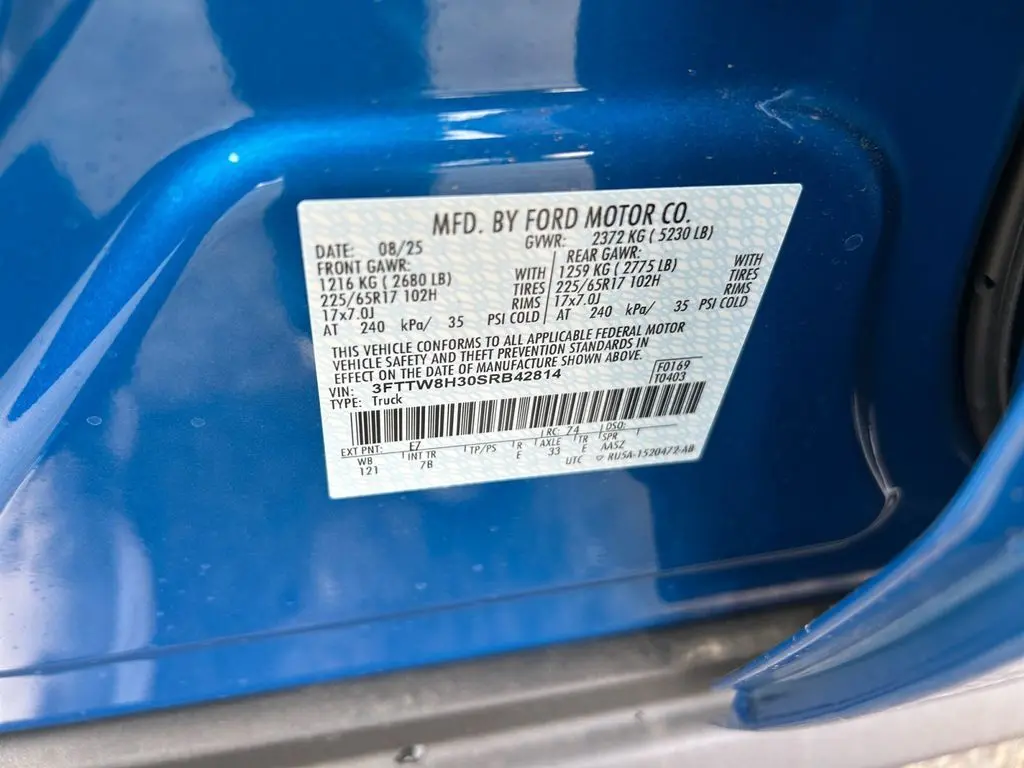 MFD. BY FORD MOTOR CO.
DATE: 08/25 GVWR: 2372 KG ( 5230 LB)
FRONT GAWR: REAR GAWR:
1216 KG ( 2680 LB) WITH 1259 KG ( 2775 LB) WITH
225/65R17 102H TIRES 225/65R17 102H TIRES
17x7.0J RIMS 17x7.0J RIMS
AT 240 kPa/ 35 PSI COLD AT 240 kPa/ 35 PSI COLD
THIS VEHICLE CONFORMS TO ALL APPLICABLE FEDERAL MOTOR
VEHICLE SAFETY AND THEFT PREVENTION STANDARDS IN
EFFECT ON THE DATE OF MANUFACTURE SHOWN ABOVE.
VIN: 3FTTW8H30SRB42814 F0169
TYPE: Truck T0403
EXT PNT: EZ RC: 74 DSO:
WB INT TR TP/PS R AXLE TR SPR
121 7B E 33 E AASZ
UTC RU5A-1520472-AB